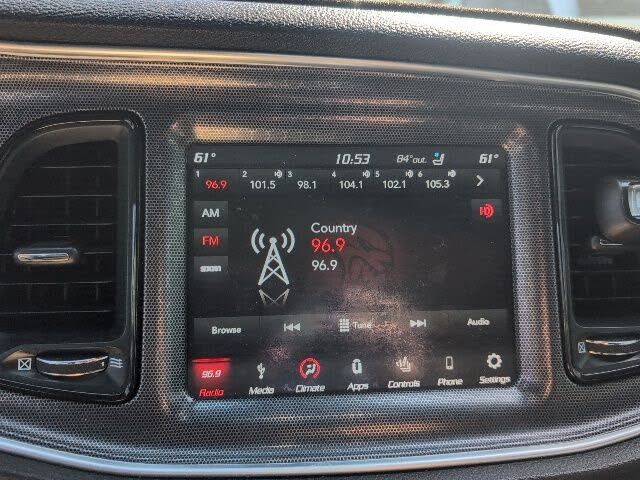 61° 10:53 84°out. 61°
1 2 3 4 5 6
96.9 101.5 98.1 104.1 102.1 105.3
AM
FM
SXM
Country
96.9
96.9
Browse Tune Audio
96.9
Radio Media Climate Apps Controls Phone Settings